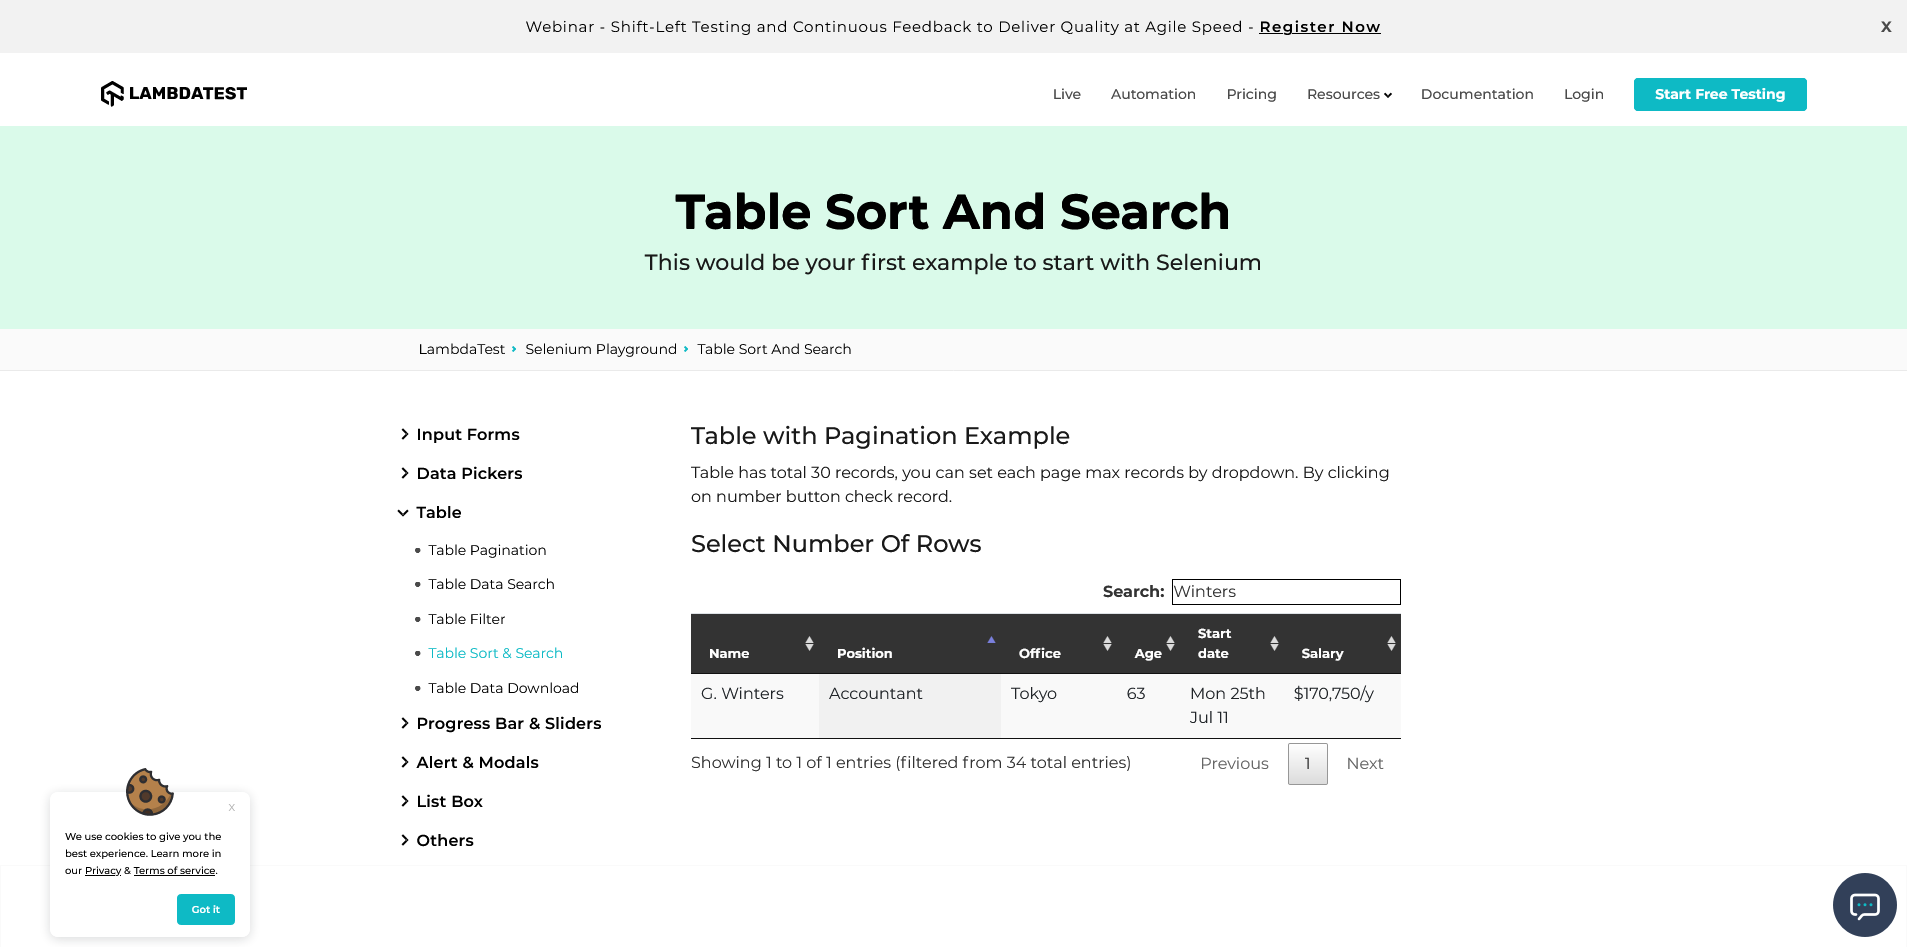 Webinar - Shift-Left Testing and Continuous Feedback to Deliver Quality at Agile Speed - Register Now
X
LAMBDATEST
Live
Automation
Pricing
Resources
Documentation
Login
Start Free Testing
Table Sort And Search
This would be your first example to start with Selenium
LambdaTest
Selenium Playground
Table Sort And Search
Input Forms
Data Pickers
Table
Table Pagination
Table Data Search
Table Filter
Table Sort & Search
Table Data Download
Progress Bar & Sliders
Alert & Modals
List Box
Others
Table with Pagination Example
Table has total 30 records, you can set each page max records by dropdown. By clicking
on number button check record.
Select Number Of Rows
Search: Winters
Name
Position
Office
Age
Start
date
Salary
G. Winters
Accountant
Tokyo
63
Mon 25th
Jul 11
$170,750/y
Showing 1 to 1 of 1 entries (filtered from 34 total entries)
Previous
1
Next
x
We use cookies to give you the
best experience. Learn more in
our Privacy & Terms of service.
Got it